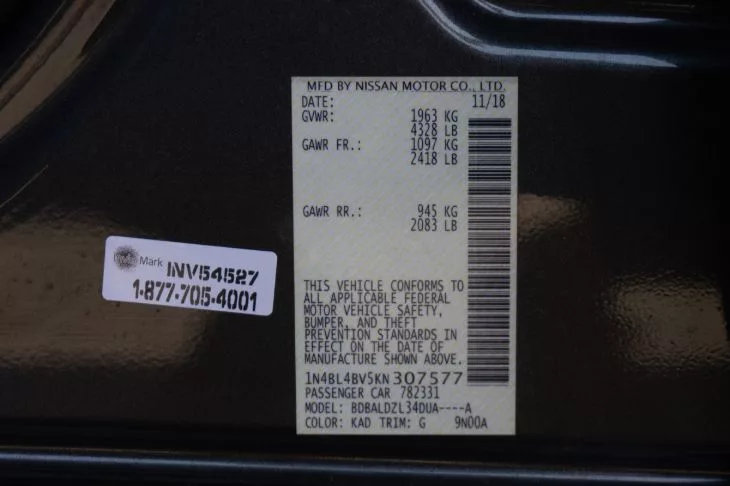 MFD BY NISSAN MOTOR CO., LTD.
DATE: 11/18
GVWR: 1963 KG
4328 LB
GAWR FR.: 1097 KG
2418 LB
GAWR RR.: 945 KG
2083 LB
Mark INV54527
1-877-705-4001
THIS VEHICLE CONFORMS TO
ALL APPLICABLE FEDERAL
MOTOR VEHICLE SAFETY,
BUMPER, AND THEFT
PREVENTION STANDARDS IN
EFFECT ON THE DATE OF
MANUFACTURE SHOWN ABOVE.
1N4BL4BV5KN307577
PASSENGER CAR 782331
MODEL: BDBALDZL34DUA----A
COLOR: KAD TRIM: G 9N00A